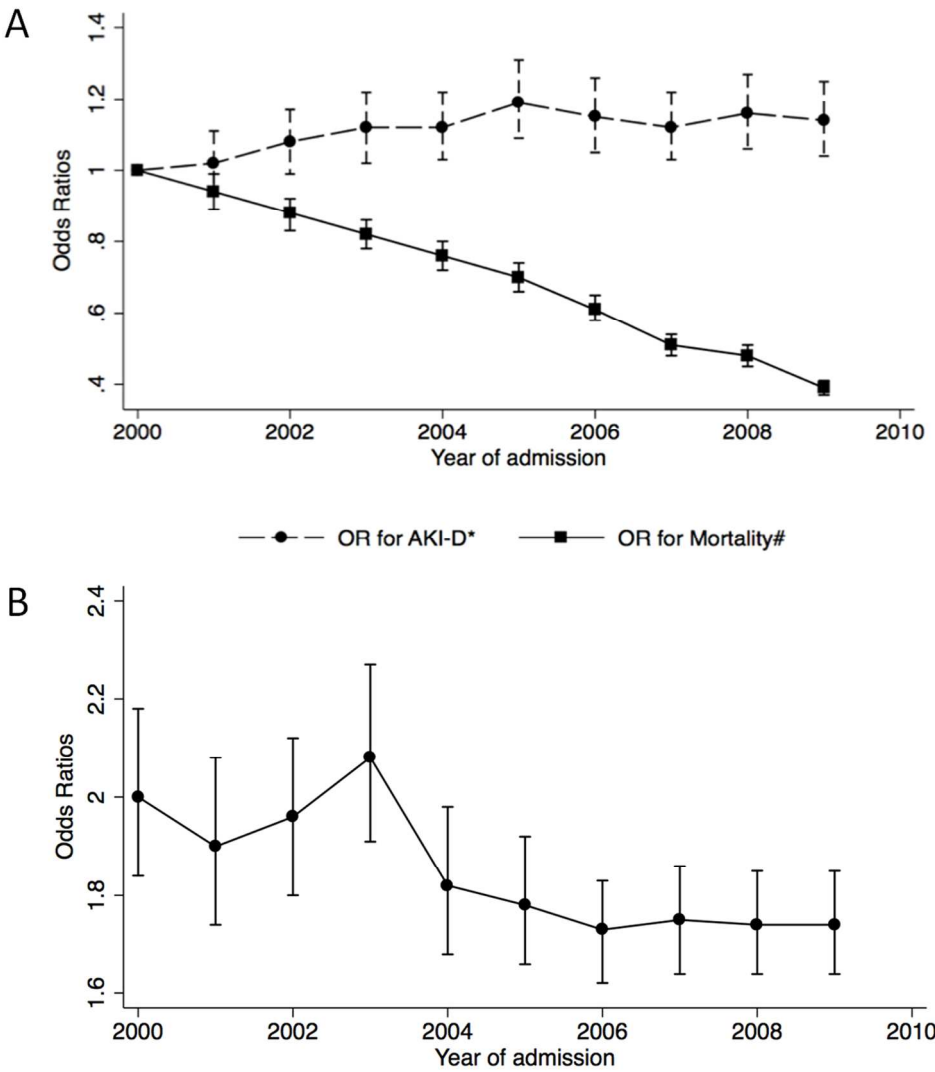 A
1.4
1.2
1
.8
.6
.4
Odds Ratios
2000 2002 2004 2006 2008 2010
Year of admission
OR for AKI-D* OR for Mortality#
B
2.4
2.2
2
1.8
1.6
Odds Ratios
2000 2002 2004 2006 2008 2010
Year of admission